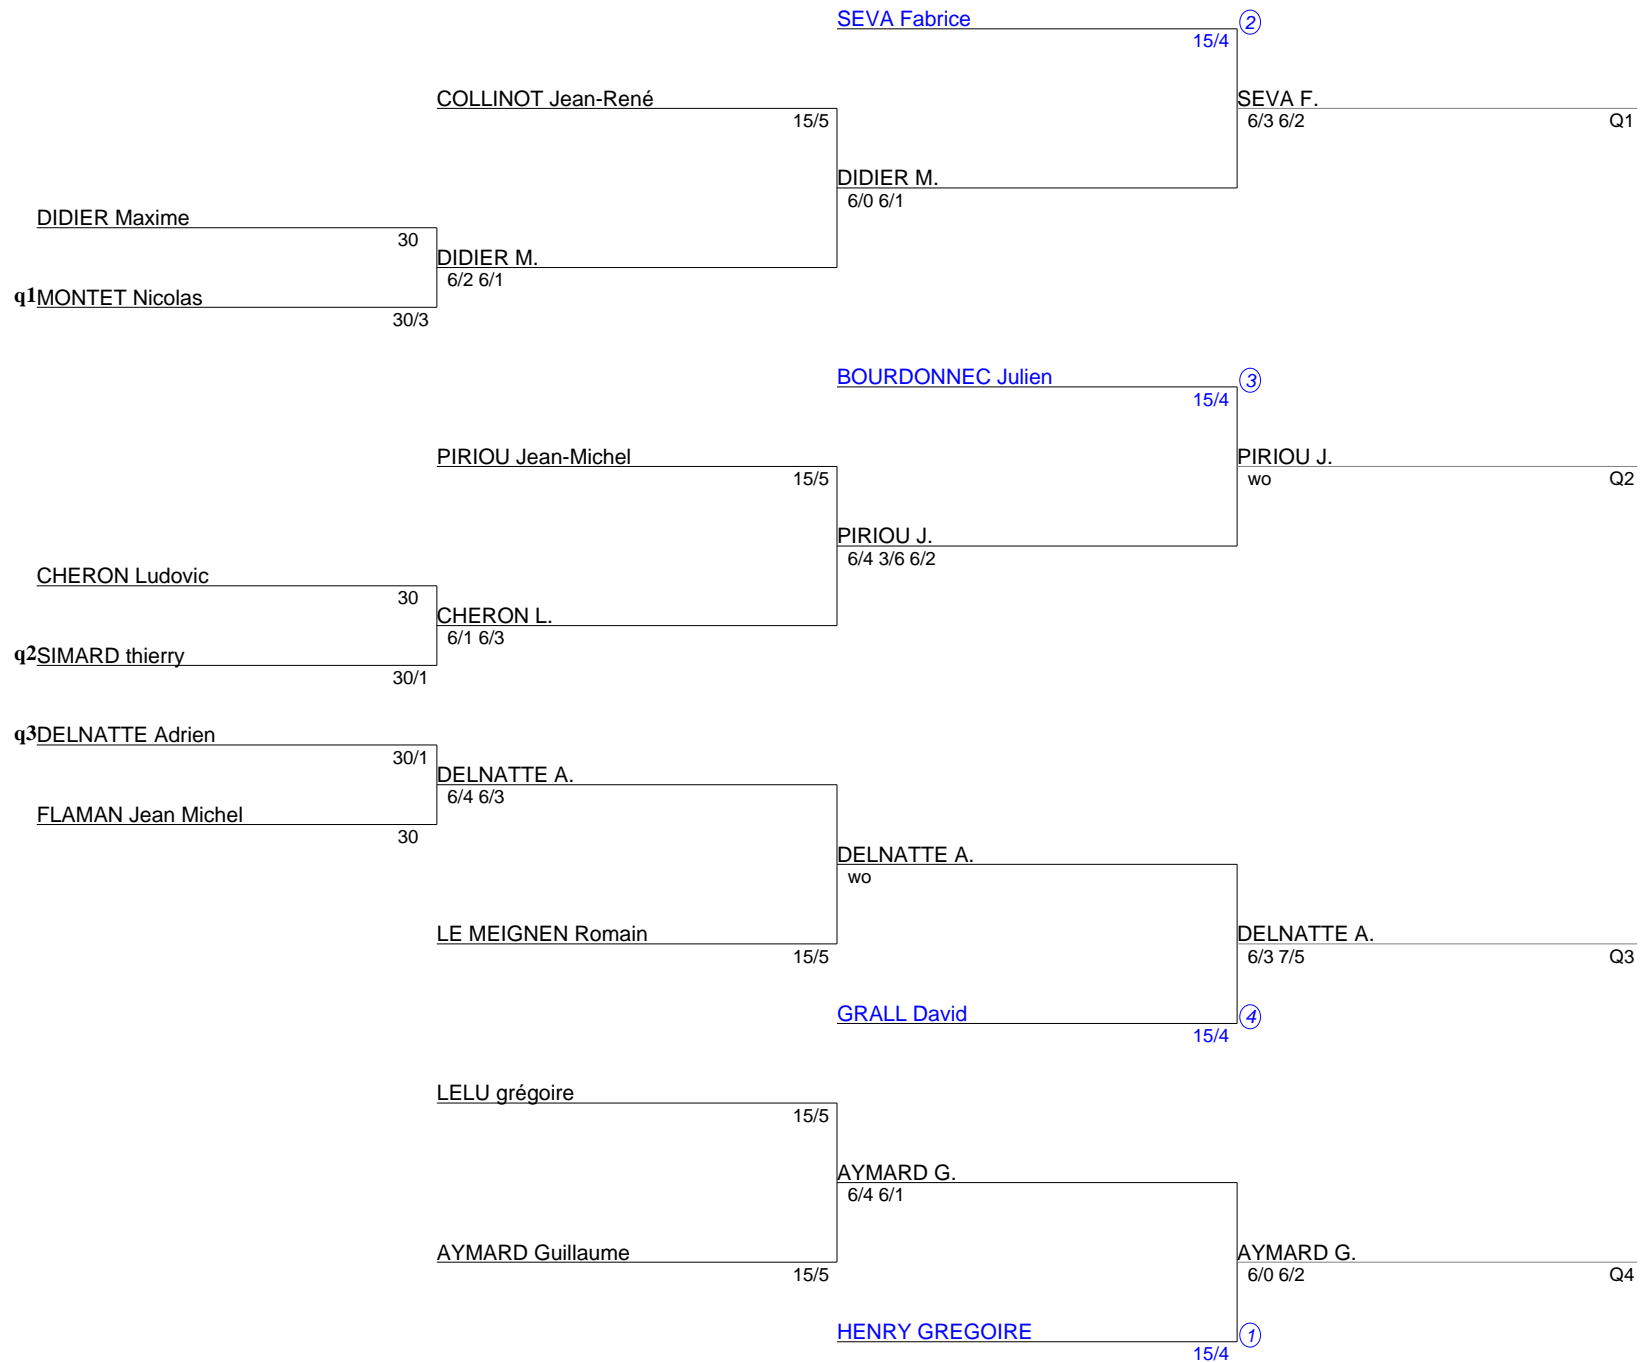 SEVA Fabrice
2
15/4
COLLINOT Jean-René
15/5
SEVA F.
6/3 6/2
Q1
DIDIER M.
6/0 6/1
DIDIER Maxime
30
DIDIER M.
6/2 6/1
q1 MONTET Nicolas
30/3
BOURDONNEC Julien
3
15/4
PIRIOU Jean-Michel
15/5
PIRIOU J.
wo
Q2
PIRIOU J.
6/4 3/6 6/2
CHERON Ludovic
30
CHERON L.
6/1 6/3
q2 SIMARD thierry
30/1
q3 DELNATTE Adrien
30/1
DELNATTE A.
6/4 6/3
FLAMAN Jean Michel
30
DELNATTE A.
wo
LE MEIGNEN Romain
15/5
DELNATTE A.
6/3 7/5
Q3
GRALL David
4
15/4
LELU grégoire
15/5
AYMARD G.
6/4 6/1
AYMARD Guillaume
15/5
AYMARD G.
6/0 6/2
Q4
HENRY GREGOIRE
1
15/4